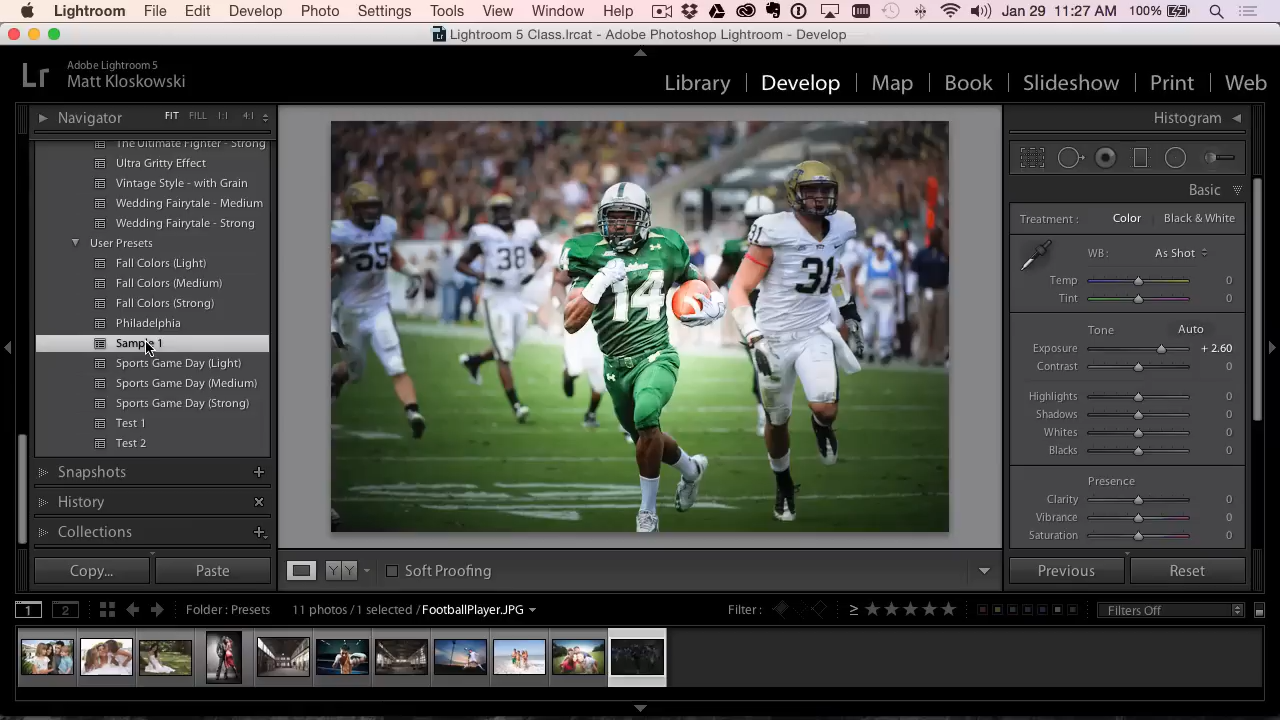 Lightroom File Edit Develop Photo Settings Tools View Window Help Jan 29 11:27 AM 100%
Lightroom 5 Class.lrcat - Adobe Photoshop Lightroom - Develop
Lr Adobe Lightroom 5
Matt Kloskowski
Library Develop Map Book Slideshow Print Web
Navigator FIT FILL 1:1 4:1
The Ultimate Fighter - Strong
Ultra Gritty Effect
Vintage Style - with Grain
Wedding Fairytale - Medium
Wedding Fairytale - Strong
User Presets
Fall Colors (Light)
Fall Colors (Medium)
Fall Colors (Strong)
Philadelphia
Sample 1
Sports Game Day (Light)
Sports Game Day (Medium)
Sports Game Day (Strong)
Test 1
Test 2
Snapshots
History
Collections
Copy... Paste
55
38
14
31
31
Histogram
Basic
Treatment : Color Black & White
WB: As Shot
Temp 0
Tint 0
Tone Auto
Exposure + 2.60
Contrast 0
Highlights 0
Shadows 0
Whites 0
Blacks 0
Presence
Clarity 0
Vibrance 0
Saturation 0
Y Y Soft Proofing
Previous Reset
1 2 Folder : Presets 11 photos / 1 selected / FootballPlayer.JPG Filter : ≥ Filters Off